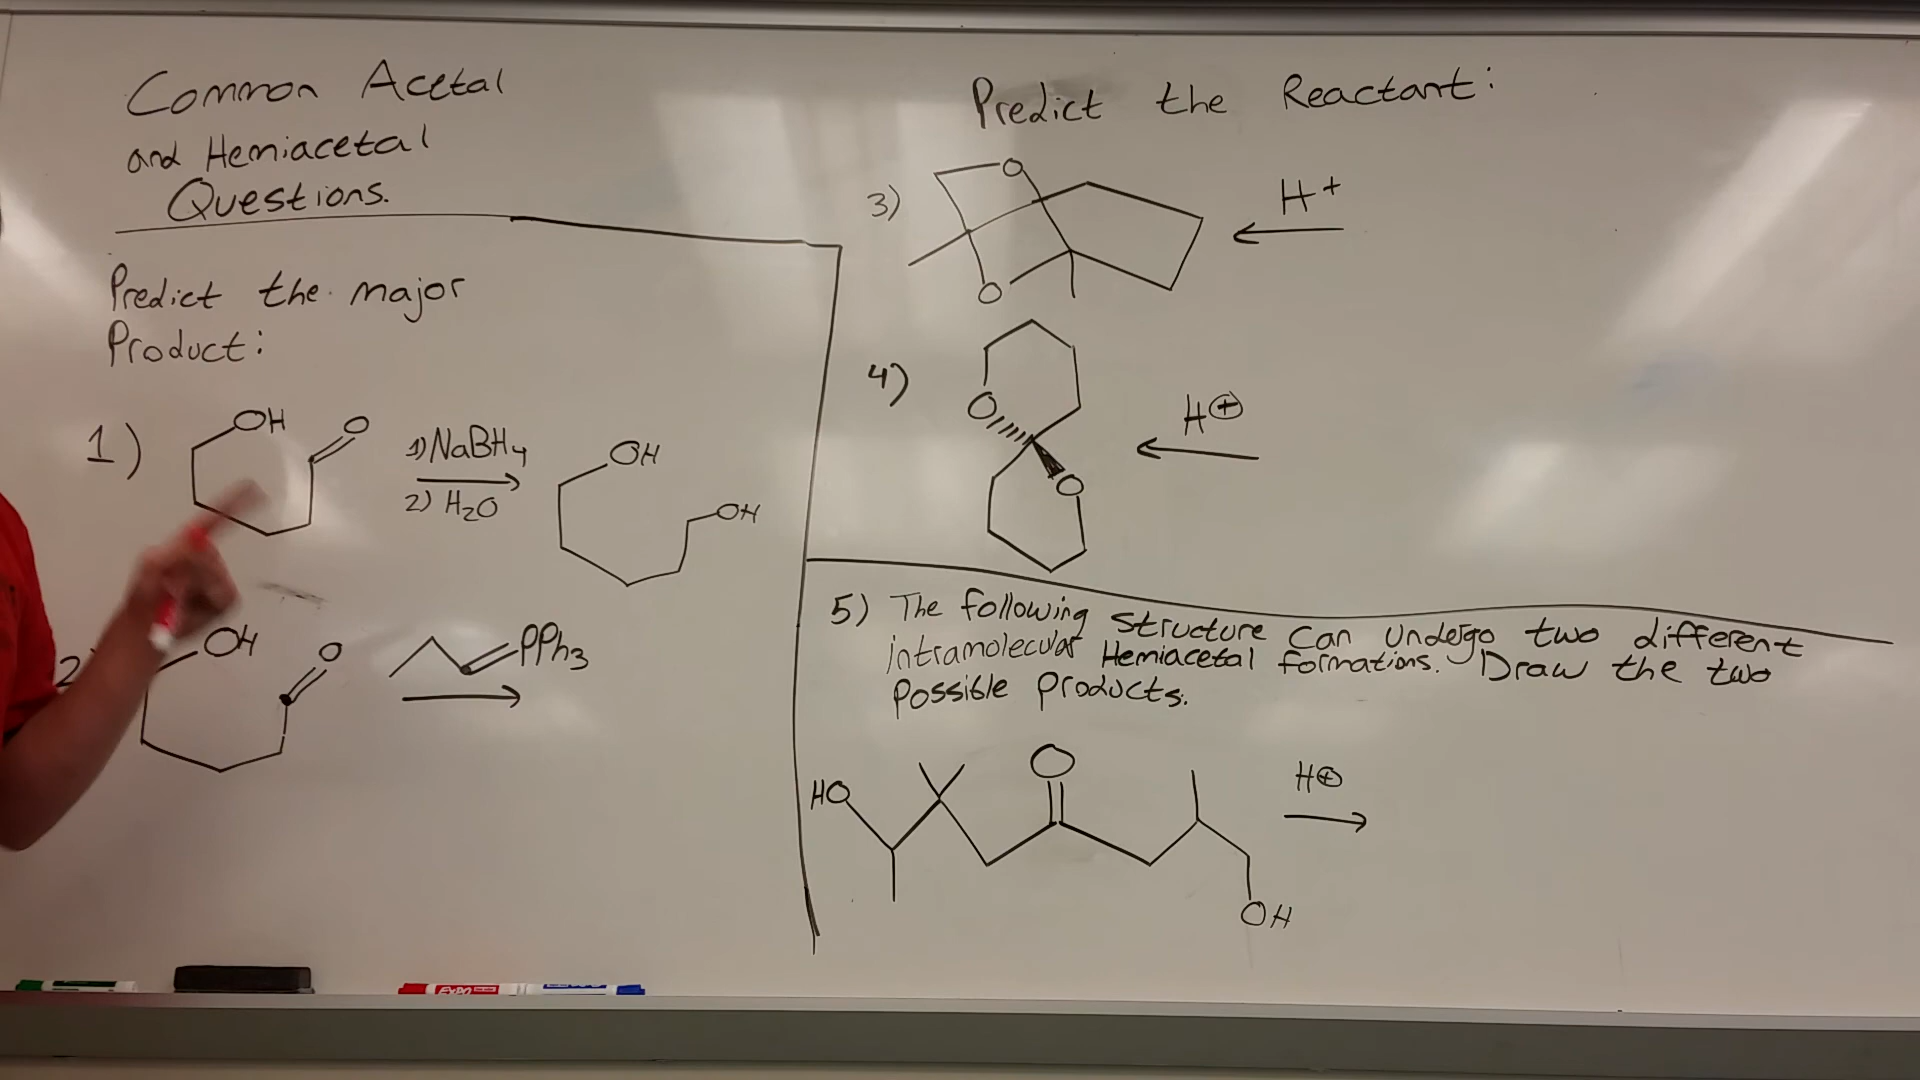 Common Acetal
and Hemiacetal
Questions.
Predict the major
Product:
1)
OH
O
1) NaBH4
2) H2O
OH
OH
2)
OH
O
PPh3
Predict the Reactant:
3)
O
O
H+
4)
O
O
H⊕
5) The following Structure can undergo two different
intramolecular Hemiacetal formations. Draw the two
possible products.
HO
O
OH
H⊕
EXPO